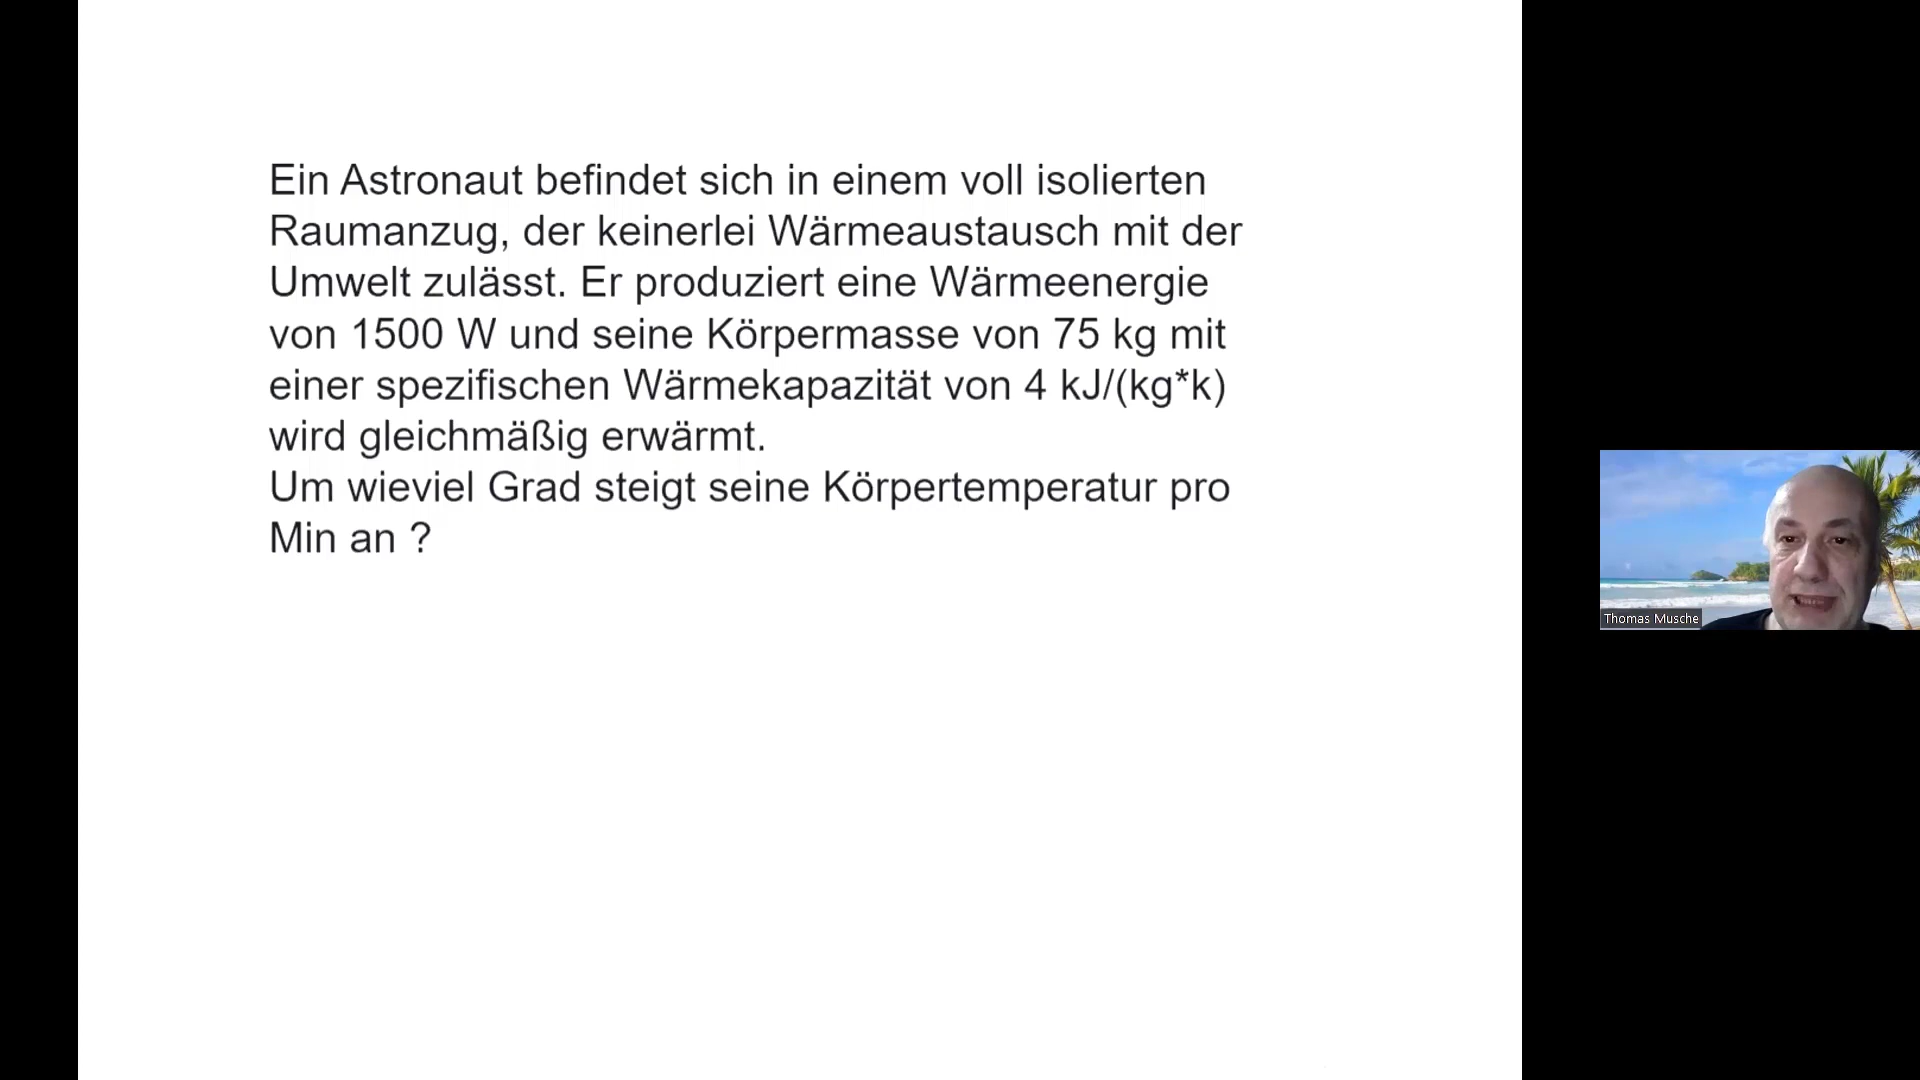 Ein Astronaut befindet sich in einem voll isolierten
Raumanzug, der keinerlei Wärmeaustausch mit der
Umwelt zulässt. Er produziert eine Wärmeenergie
von 1500 W und seine Körpermasse von 75 kg mit
einer spezifischen Wärmekapazität von 4 kJ/(kg*k)
wird gleichmäßig erwärmt.
Um wieviel Grad steigt seine Körpertemperatur pro
Min an ?
Thomas Musche